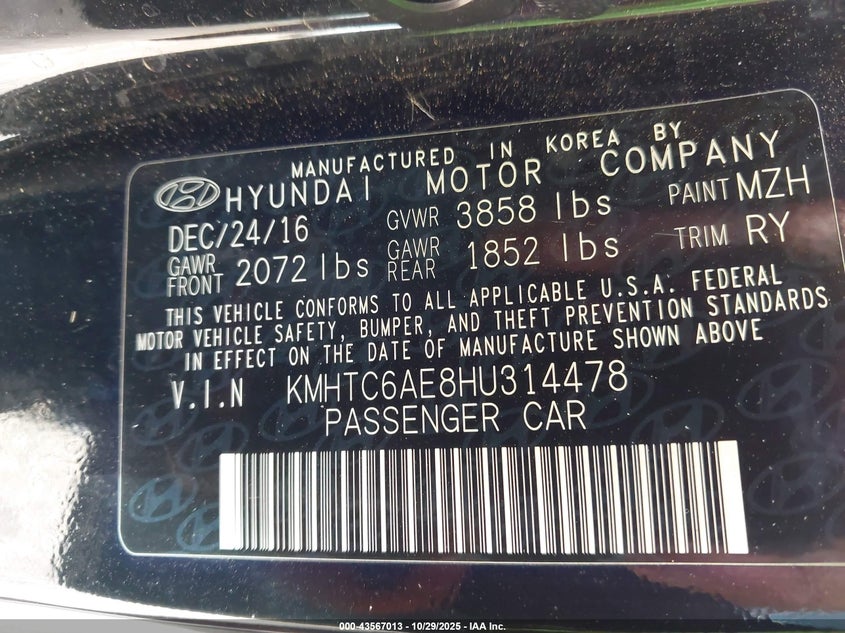 MANUFACTURED IN KOREA BY
HYUNDAI MOTOR COMPANY
DEC/24/16 GVWR 3858 lbs PAINT MZH
GAWR FRONT 2072 lbs GAWR REAR 1852 lbs TRIM RY
THIS VEHICLE CONFORMS TO ALL APPLICABLE U.S.A. FEDERAL
MOTOR VEHICLE SAFETY, BUMPER, AND THEFT PREVENTION STANDARDS
IN EFFECT ON THE DATE OF MANUFACTURE SHOWN ABOVE
V.I.N KMHTC6AE8HU314478
PASSENGER CAR
000-43567013 - 10/29/2025 - IAA Inc.